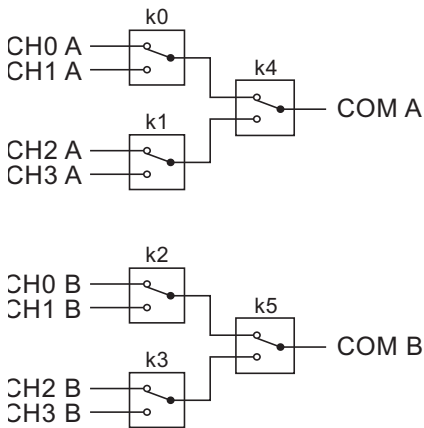 k0
CH0 A
CH1 A
k4
COM A
k1
CH2 A
CH3 A
k2
CH0 B
CH1 B
k5
COM B
k3
CH2 B
CH3 B